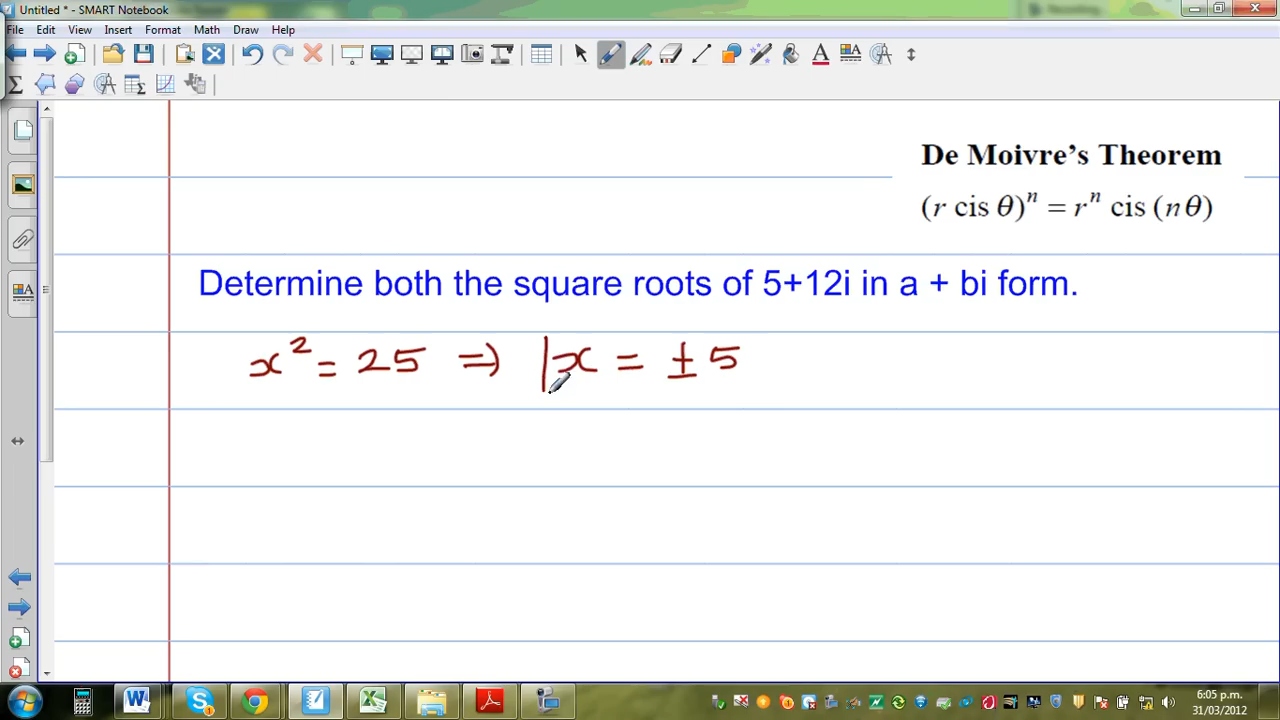 Untitled * - SMART Notebook
File Edit View Insert Format Math Draw Help
De Moivre's Theorem
(r cis θ)ⁿ = rⁿ cis (nθ)
Determine both the square roots of 5+12i in a + bi form.
x² = 25 ⇒ |x = ± 5
6:05 p.m.
31/03/2012